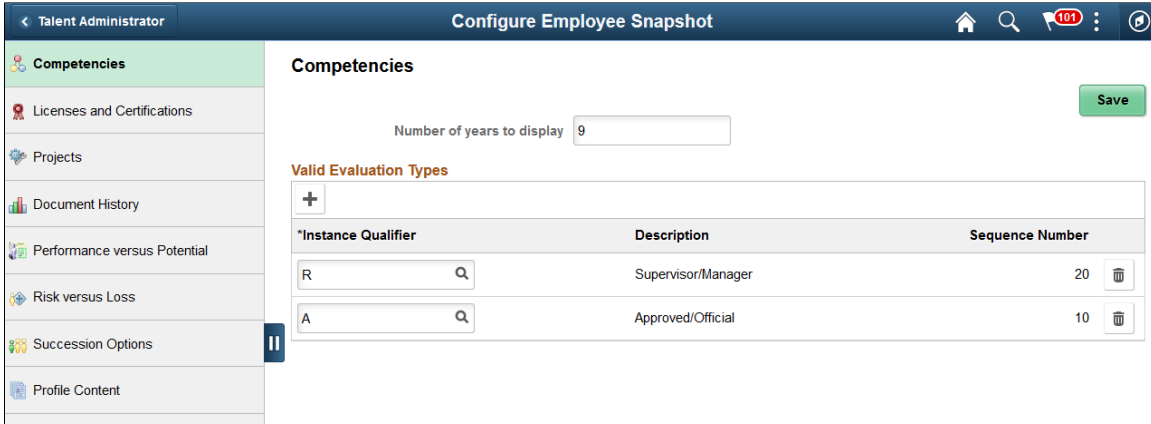 Talent Administrator
Configure Employee Snapshot
101
Competencies
Licenses and Certifications
Projects
Document History
Performance versus Potential
Risk versus Loss
Succession Options
Profile Content
Competencies
Save
Number of years to display 9
Valid Evaluation Types
*Instance Qualifier Description Sequence Number
R Supervisor/Manager 20
A Approved/Official 10